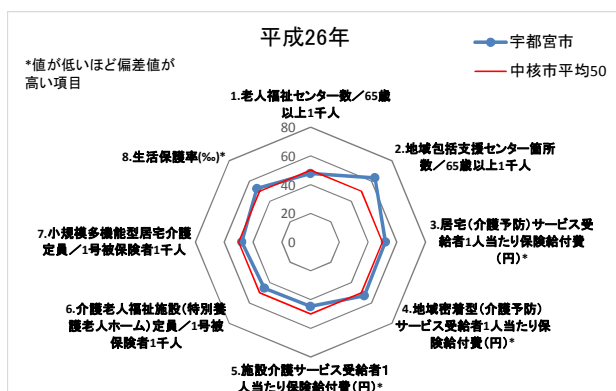 平成26年
宇都宮市
中核市平均50
*値が低いほど偏差値が
高い項目
1.老人福祉センター数／65歳
以上1千人
2.地域包括支援センター箇所
数／65歳以上1千人
3.居宅（介護予防）サービス受
給者1人当たり保険給付費
（円）*
4.地域密着型（介護予防）
サービス受給者1人当たり保
険給付費（円）*
5.施設介護サービス受給者1
人当たり保険給付費（円）*
6.介護老人福祉施設（特別養
護老人ホーム）定員／1号被
保険者1千人
7.小規模多機能型居宅介護
定員／1号被保険者1千人
8.生活保護率(‰)*
80
60
40
20
0